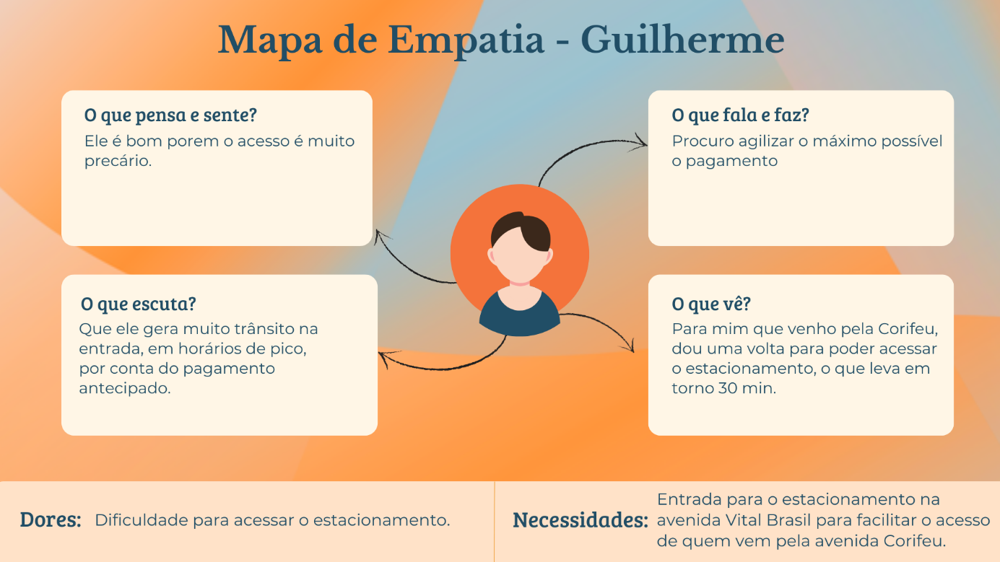 Mapa de Empatia - Guilherme
O que pensa e sente?
Ele é bom porem o acesso é muito
precário.
O que fala e faz?
Procuro agilizar o máximo possível
o pagamento
O que escuta?
Que ele gera muito trânsito na
entrada, em horários de pico,
por conta do pagamento
antecipado.
O que vê?
Para mim que venho pela Corifeu,
dou uma volta para poder acessar
o estacionamento, o que leva em
torno 30 min.
Dores:
Dificuldade para acessar o estacionamento.
Necessidades:
Entrada para o estacionamento na
avenida Vital Brasil para facilitar o acesso
de quem vem pela avenida Corifeu.